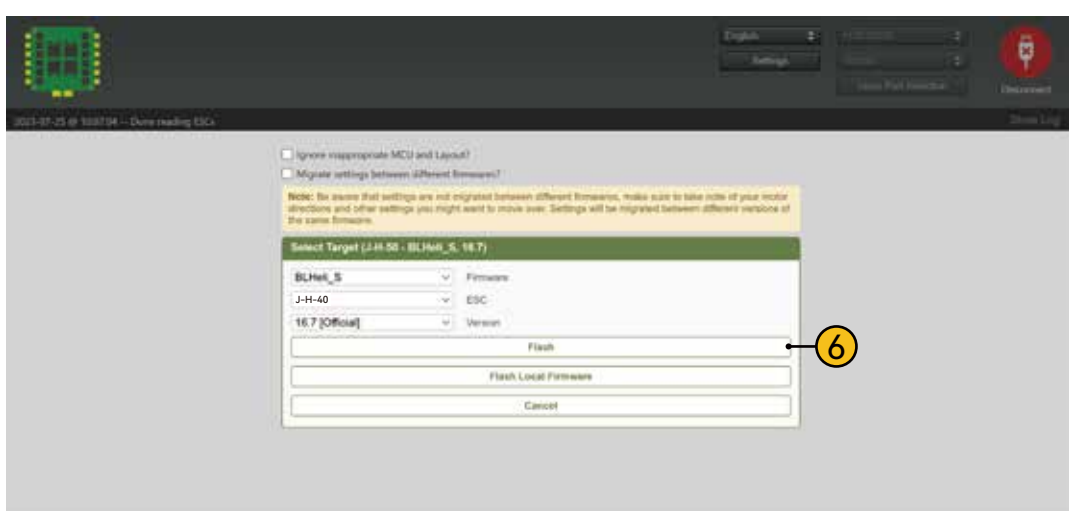 English
Settings
Disconnect
2023-07-25 @ -- Done reading ESCs
Show Log
Ignore inappropriate MCU and Layout?
Migrate settings between different firmwares?
Note: Be aware that settings are not migrated between different firmwares, make sure to take note of your motor
directions and other settings you might want to move over. Settings will be migrated between different versions of
the same firmware.
Select Target (J-H-50 - BLHeli_S, 16.7)
BLHeli_S Firmware
J-H-40 ESC
16.7 [Official] Version
Flash
6
Flash Local Firmware
Cancel